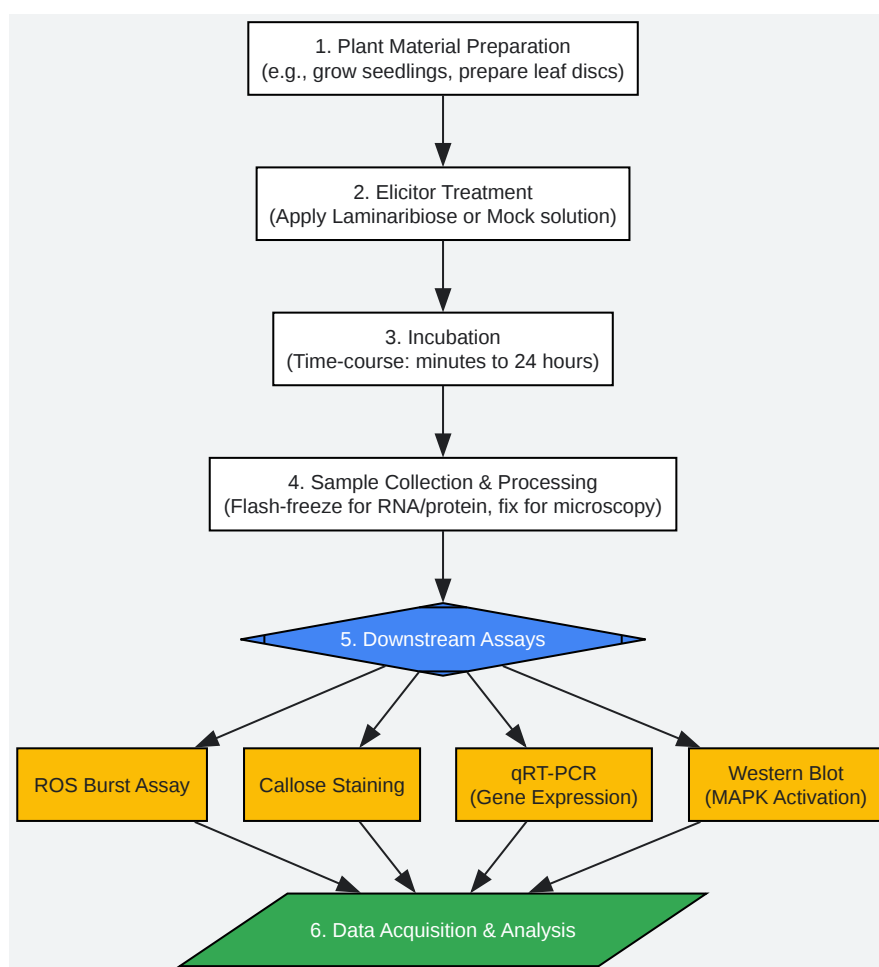 1. Plant Material Preparation
(e.g., grow seedlings, prepare leaf discs)
2. Elicitor Treatment
(Apply Laminaribiose or Mock solution)
3. Incubation
(Time-course: minutes to 24 hours)
4. Sample Collection & Processing
(Flash-freeze for RNA/protein, fix for microscopy)
5. Downstream Assays
ROS Burst Assay
Callose Staining
qRT-PCR
(Gene Expression)
Western Blot
(MAPK Activation)
6. Data Acquisition & Analysis